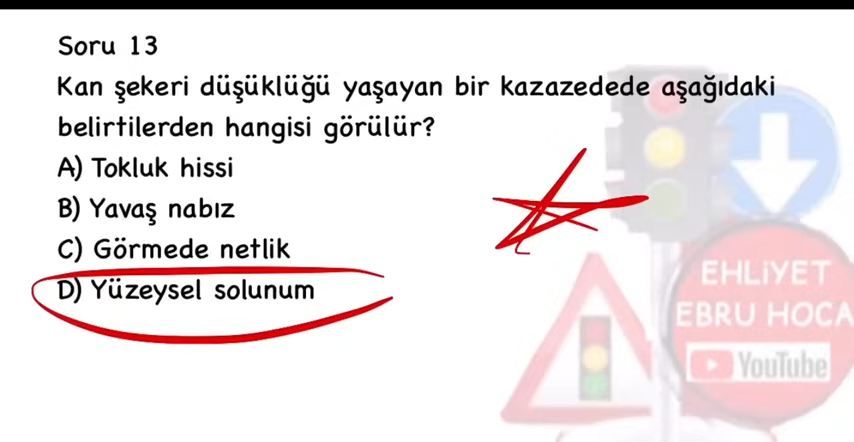 Soru 13
Kan şekeri düşüklüğü yaşayan bir kazazedede aşağıdaki
belirtilerden hangisi görülür?
A) Tokluk hissi
B) Yavaş nabız
C) Görmede netlik
D) Yüzeysel solunum
EHLİYET
EBRU HOCA
YouTube